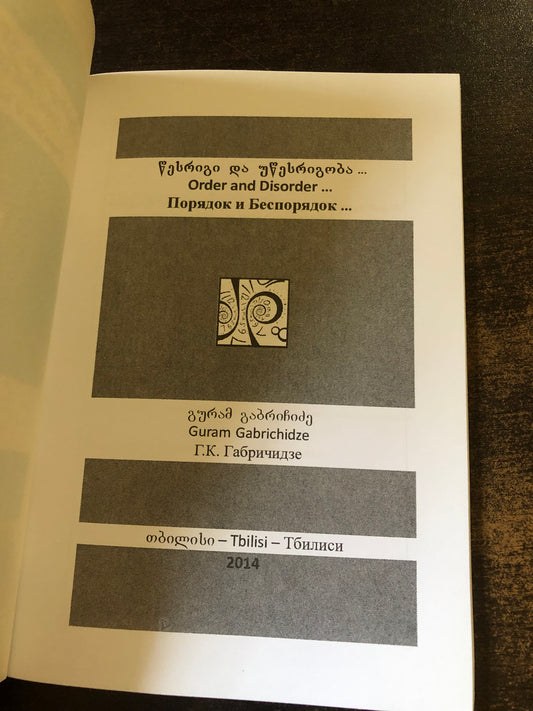 წესრიგი და უწესრიგობა ...
Order and Disorder ...
Порядок и Беспорядок ...
გურამ გაბრიჩიძე
Guram Gabrichidze
Г.К. Габричидзе
თბილისი – Tbilisi – Тбилиси
2014